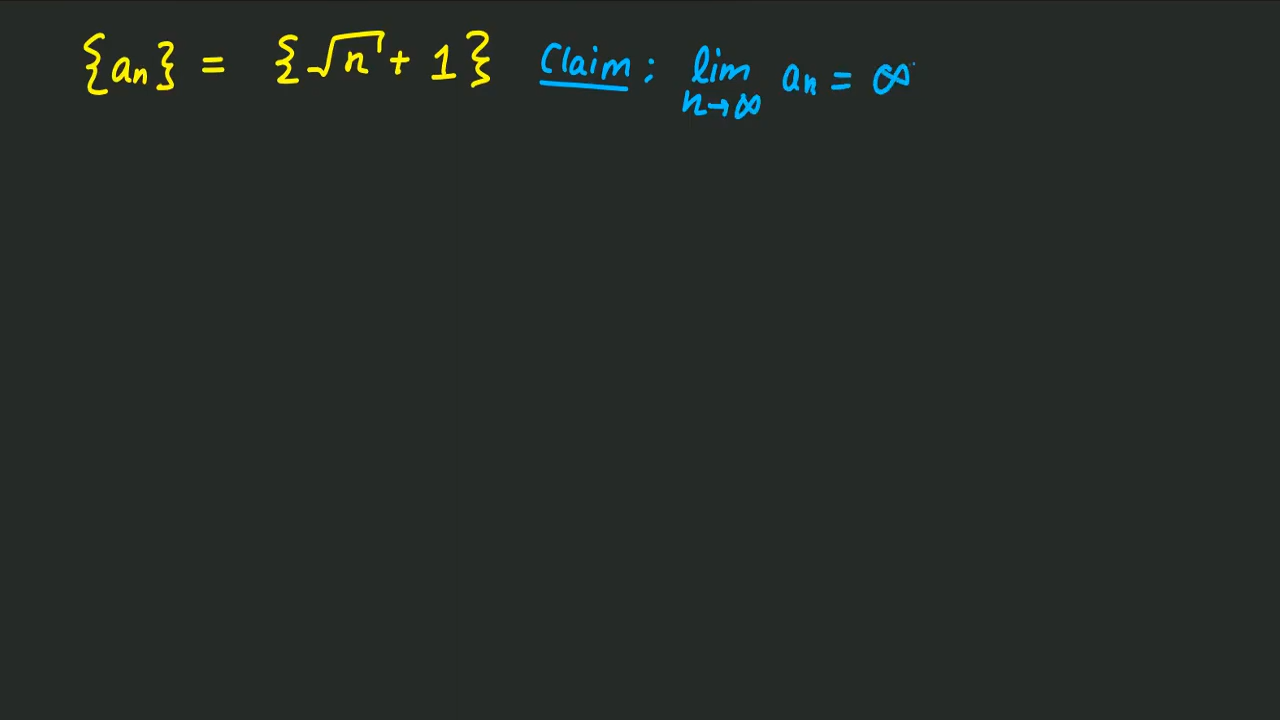 {aₙ} = {√n + 1} Claim: lim n→∞ aₙ = ∞